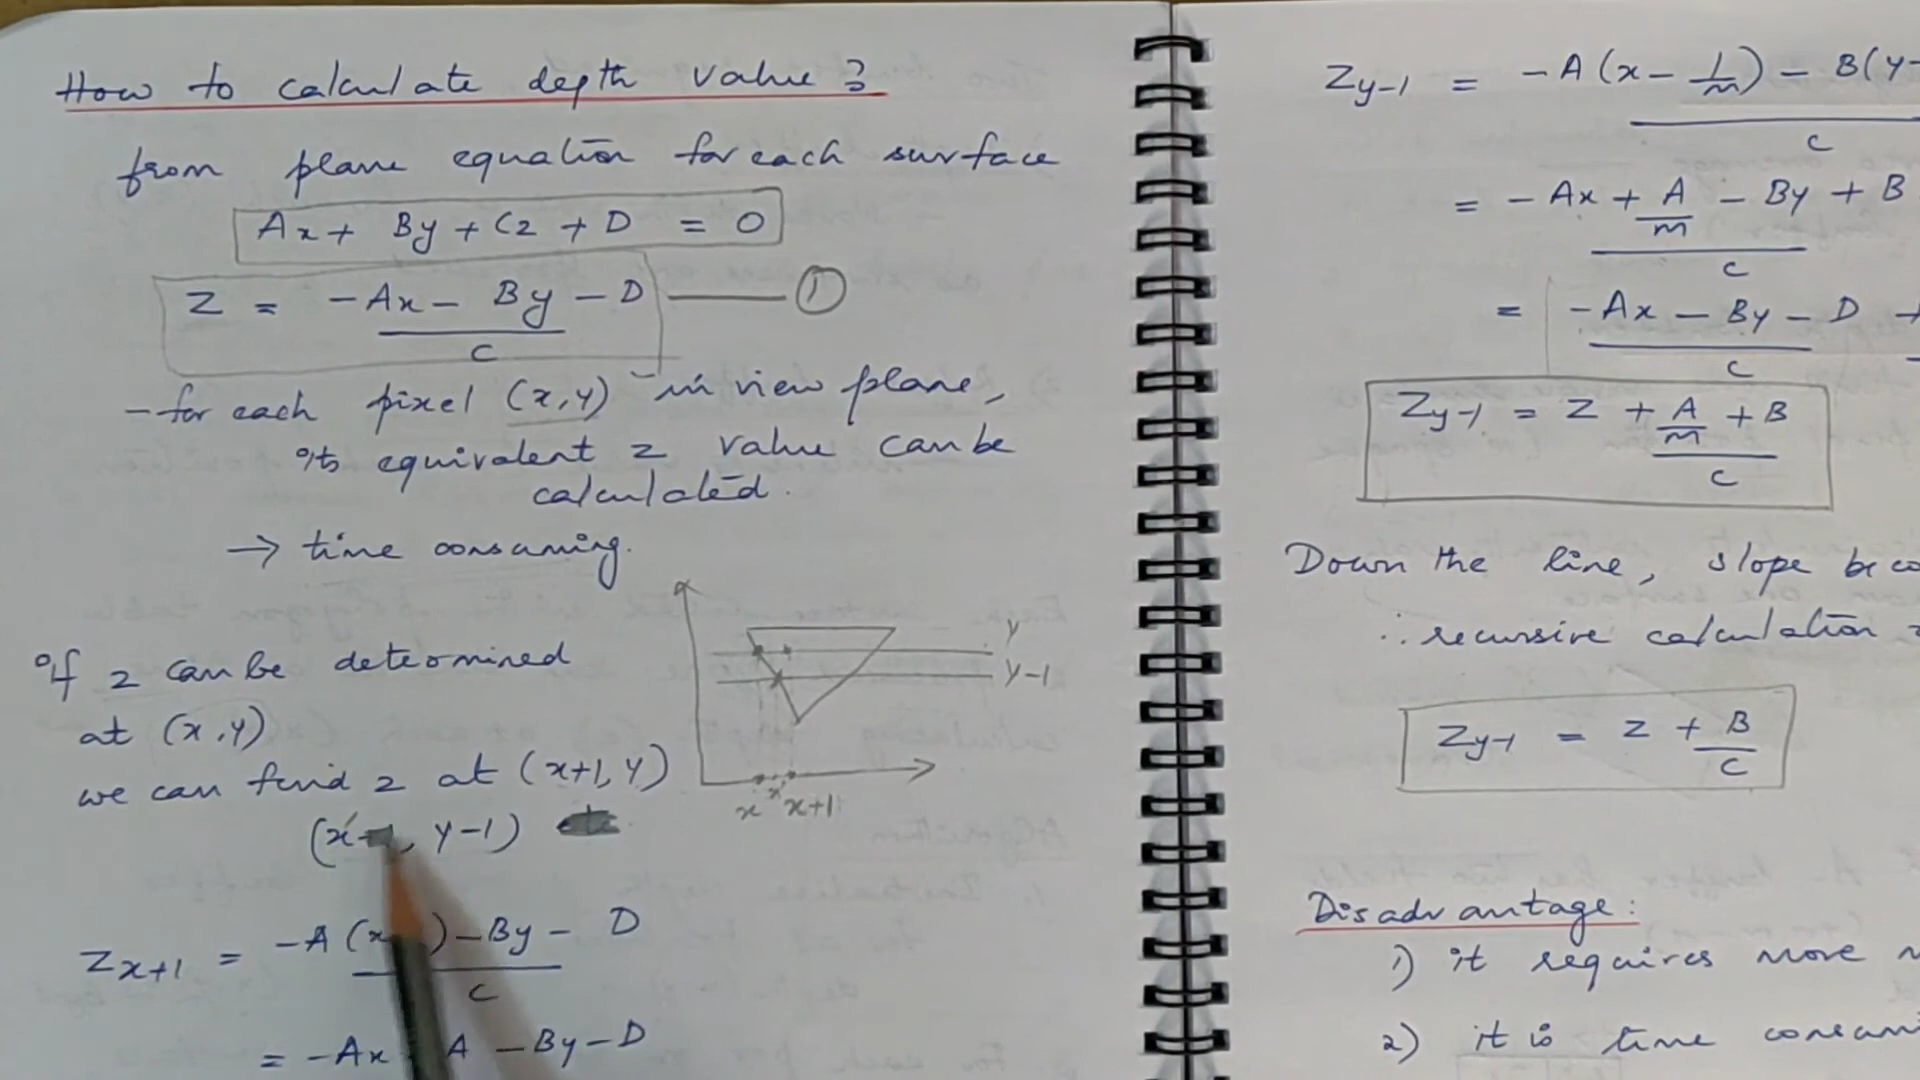 How to calculate depth value?
from plane equation for each surface
Ax + By + Cz + D = 0
Z = -Ax - By - D / C ——— ①
- for each pixel (x,y) in view plane,
its equivalent z value can be
calculated.
→ time consuming.
If z can be determined
at (x,y)
we can find z at (x+1, y)
(x', y-1)
y
y-1
x x' x+1
Zx+1 = -A(x ) - By - D / C
= -Ax A - By - D
Zy-1 = -A(x - 1/m) - B(y- / C
= -Ax + A/m - By + B / C
= -Ax - By - D + / C
Zy-1 = Z + A/m + B / C
Down the line, slope
∴ recursive calculation
Zy-1 = Z + B/C
Disadvantage:
1) it requires more
2) it is time